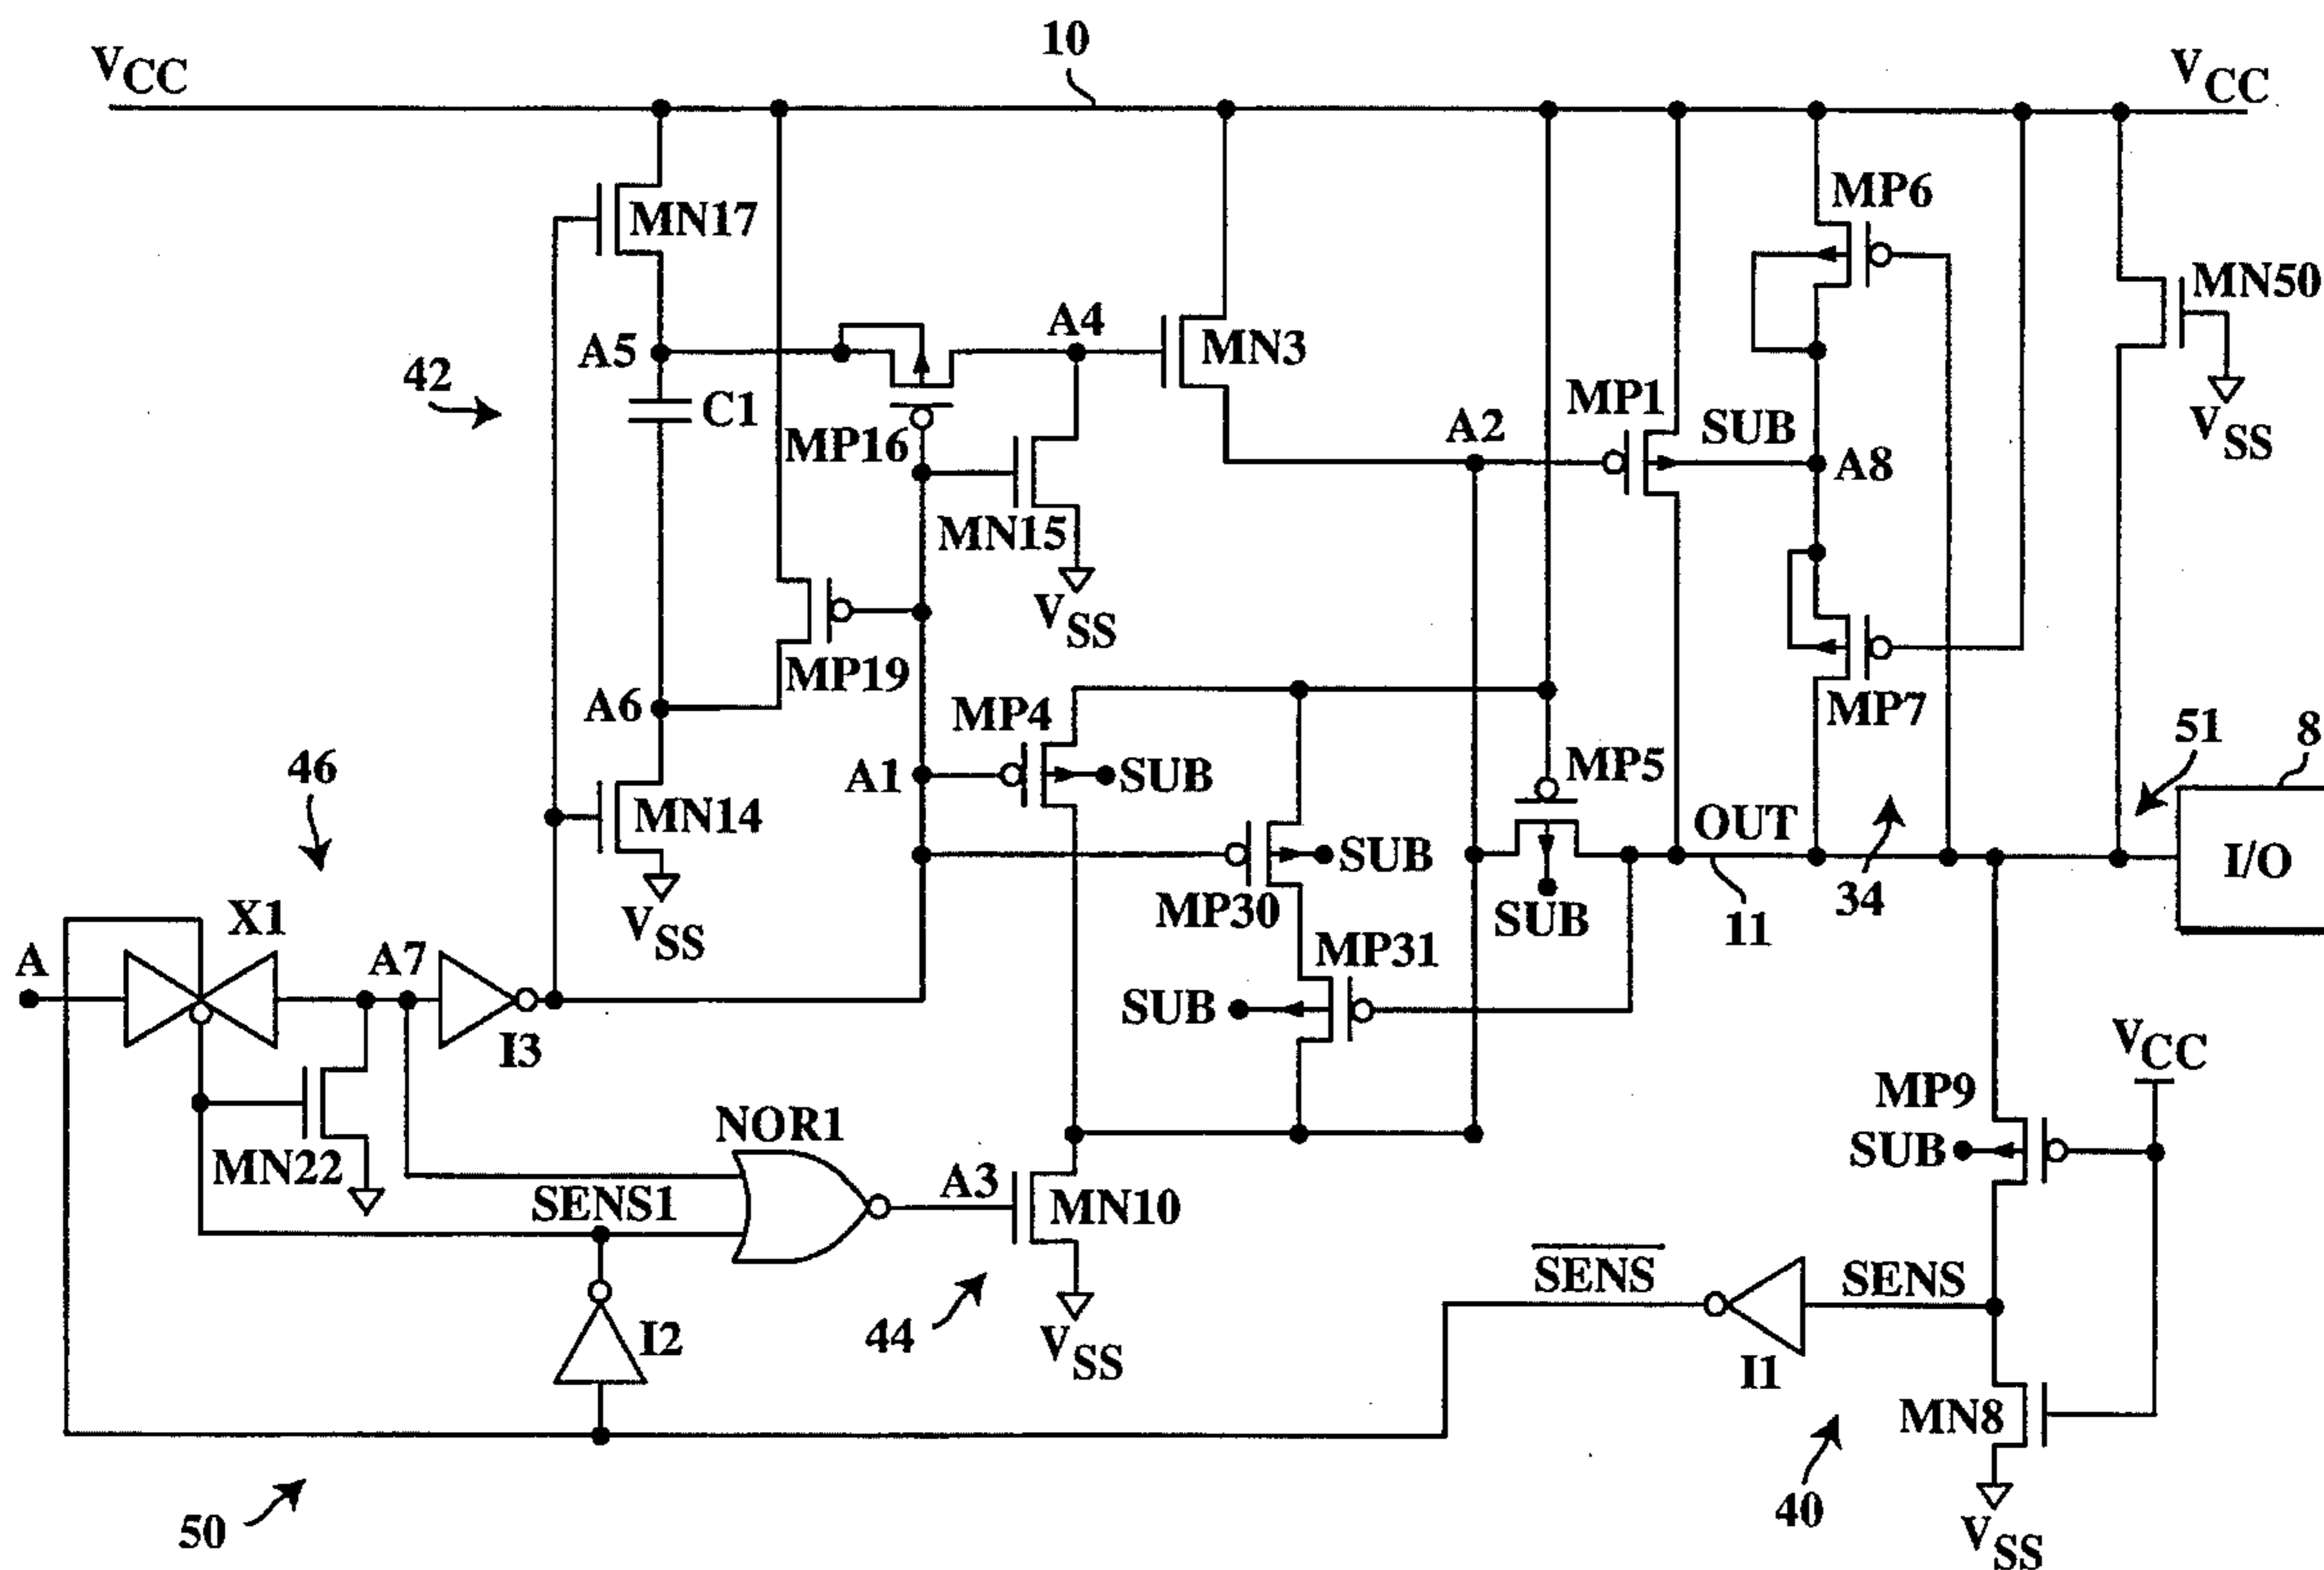 10
VCC
VCC
MP6
MN17
MN50
A4
A5
MN3
42
C1
MP1
SUB
A2
MP16
VSS
A8
MN15
VSS
MP19
A6
MP4
MP7
51
8
46
A1
SUB
MP5
MN14
OUT
SUB
I/O
VSS
MP30
SUB
34
11
X1
A
A7
MP31
SUB
I3
VCC
MP9
NOR1
SUB
MN22
A3
SENS1
MN10
SENS
SENS
I2
44
VSS
I1
MN8
40
50
VSS